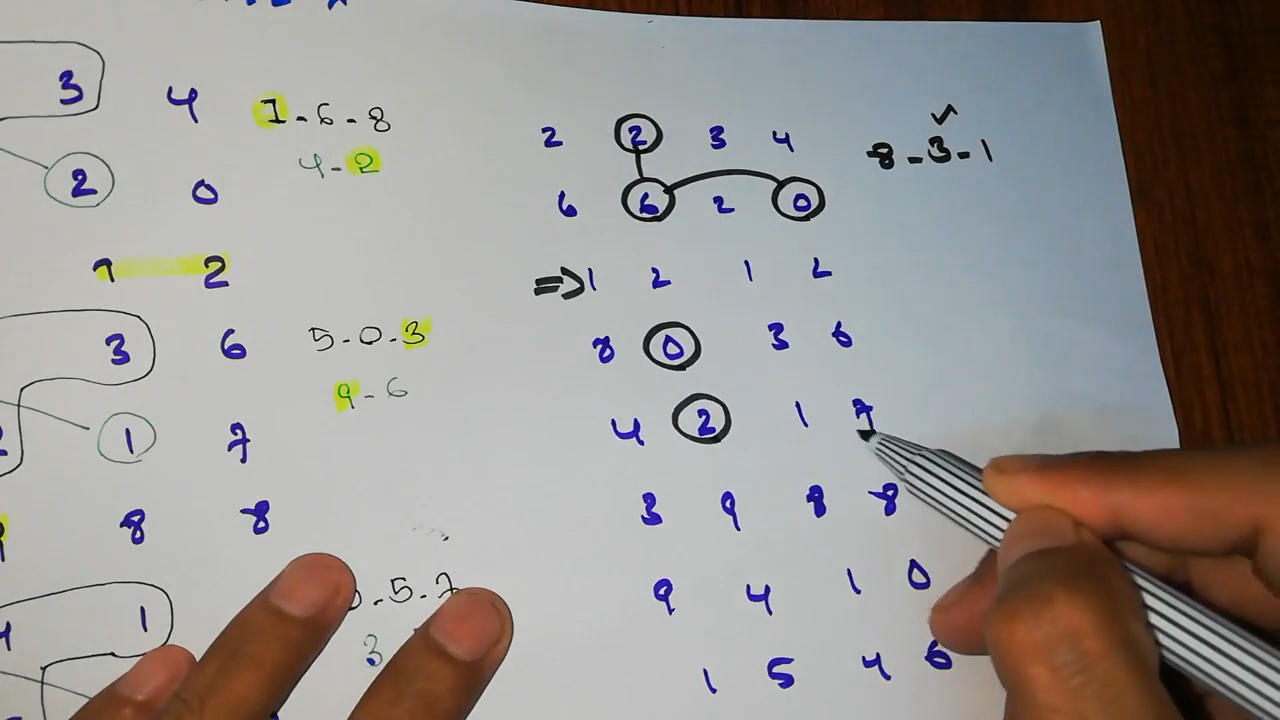 3 4 1-6-8
4-2
2 0
1 2
3 6 5-0-3
9-6
1 7
8 8
1 -5-7
3
2 2 3 4 8-3-1
6 6 2 0
=> 1 2 1 2
8 0 3 6
4 2 1 7
3 9 8 8
9 4 1 0
1 5 4 6